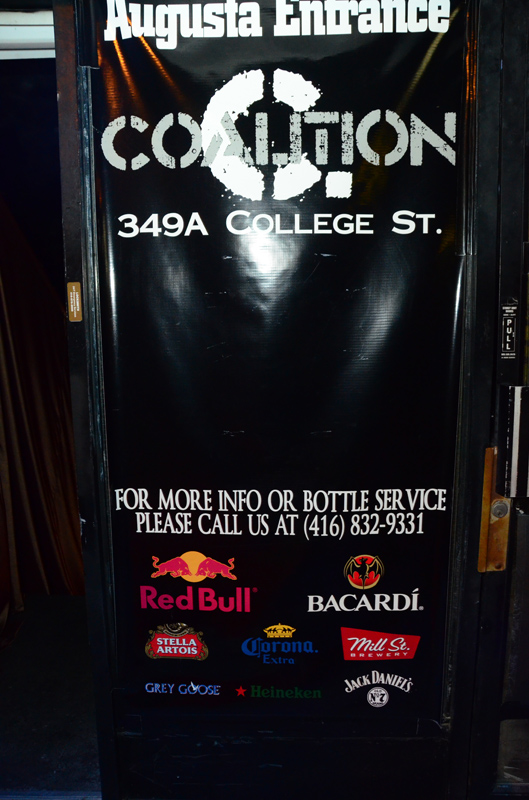 Augusta Entrance
COALITION
349A COLLEGE ST.
PULL
FOR MORE INFO OR BOTTLE SERVICE
PLEASE CALL US AT (416) 832-9331
Red Bull
BACARDÍ®
STELLA
ARTOIS
Corona.
Extra
Mill St.
BREWERY
GREY GOOSE
Heineken
JACK DANIEL'S
Nº7